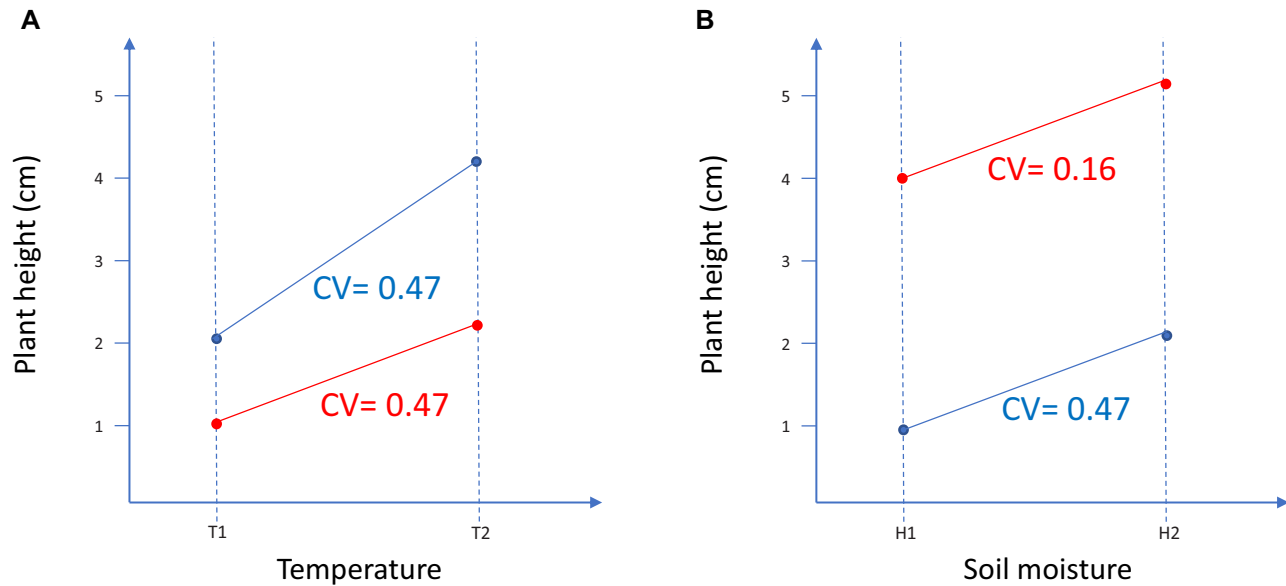 A
Plant height (cm)
5
4
3
2
1
CV= 0.47
CV= 0.47
T1
T2
Temperature
B
Plant height (cm)
5
4
3
2
1
CV= 0.16
CV= 0.47
H1
H2
Soil moisture